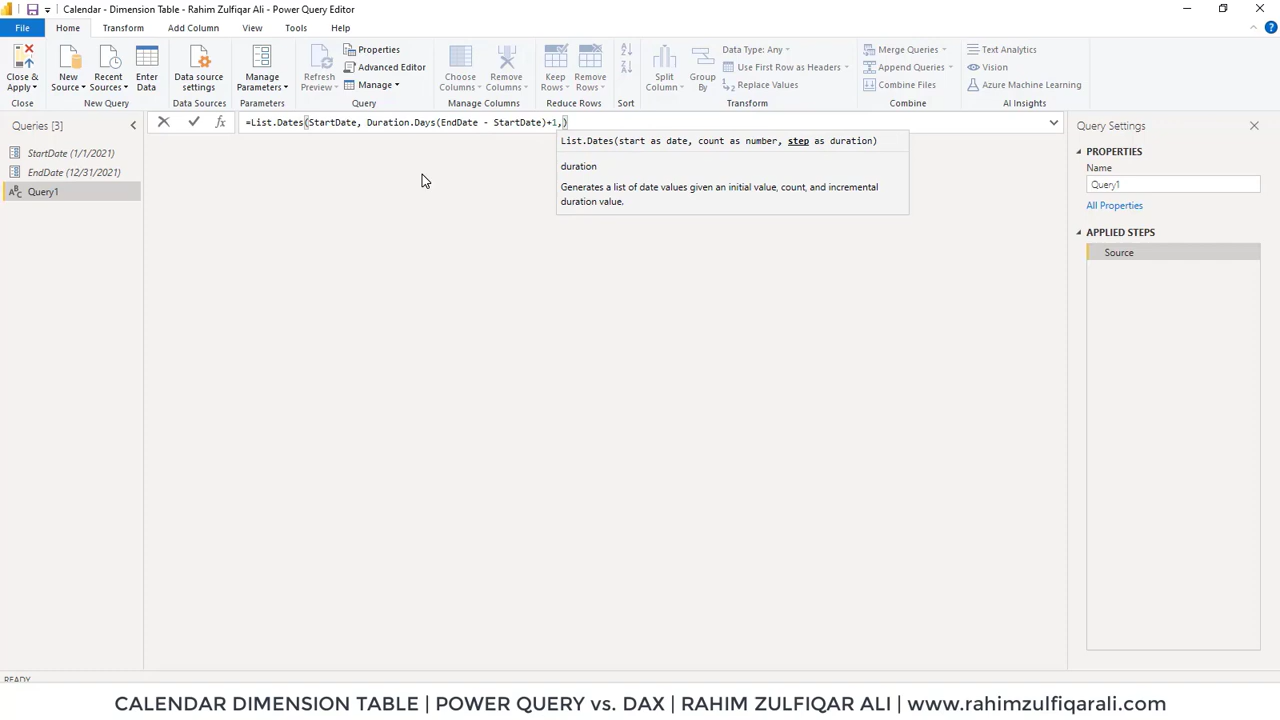 Calendar - Dimension Table - Rahim Zulfiqar Ali - Power Query Editor
File Home Transform Add Column View Tools Help
Close & Apply
New Source
Recent Sources
Enter Data
Data source settings
Manage Parameters
Refresh Preview
Properties
Advanced Editor
Manage
Choose Columns
Remove Columns
Keep Rows
Remove Rows
Split Column
Group By
Data Type: Any
Use First Row as Headers
Replace Values
Merge Queries
Append Queries
Combine Files
Text Analytics
Vision
Azure Machine Learning
Close New Query Data Sources Parameters Query Manage Columns Reduce Rows Sort Transform Combine AI Insights
Queries [3]
StartDate (1/1/2021)
EndDate (12/31/2021)
ABC Query1
fx =List.Dates(StartDate, Duration.Days(EndDate - StartDate)+1,)
List.Dates(start as date, count as number, step as duration)
duration
Generates a list of date values given an initial value, count, and incremental
duration value.
Query Settings
PROPERTIES
Name
Query1
All Properties
APPLIED STEPS
Source
READY
CALENDAR DIMENSION TABLE | POWER QUERY vs. DAX | RAHIM ZULFIQAR ALI | www.rahimzulfiqarali.com